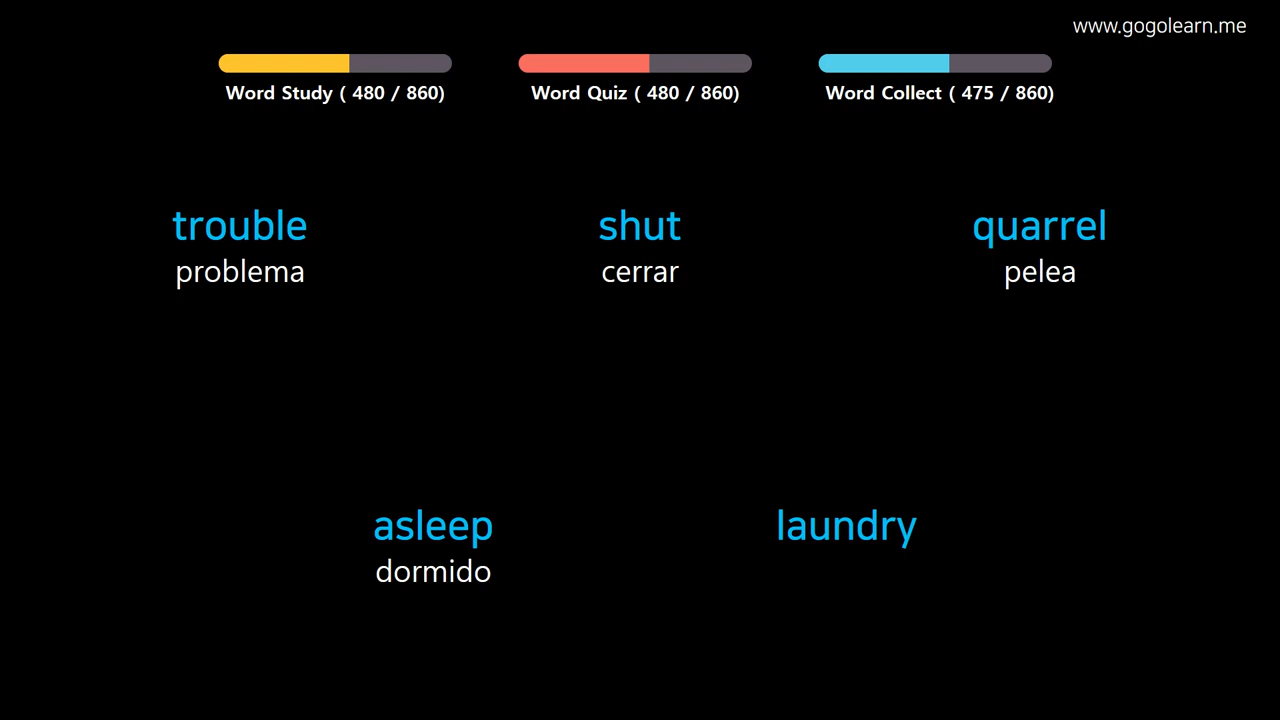 www.gogolearn.me
Word Study ( 480 / 860)
Word Quiz ( 480 / 860)
Word Collect ( 475 / 860)
trouble
problema
shut
cerrar
quarrel
pelea
asleep
dormido
laundry